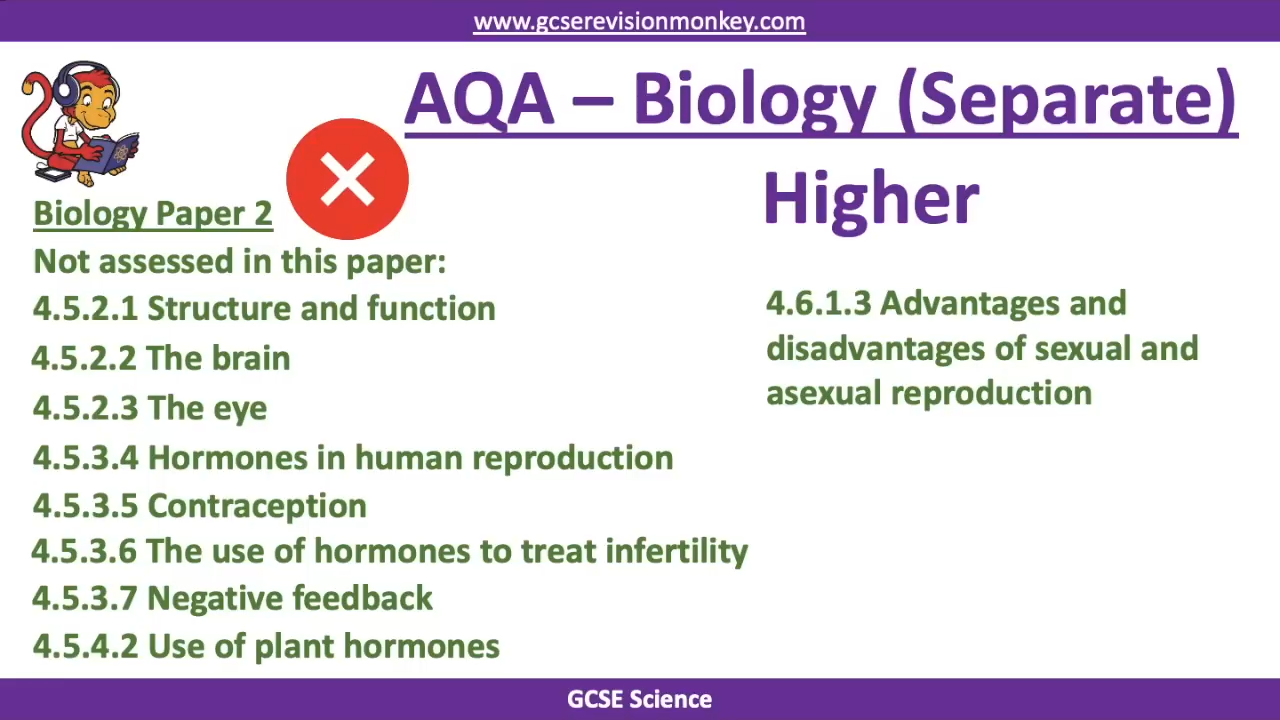 www.gcserevisionmonkey.com
AQA – Biology (Separate)
Higher
Biology Paper 2
Not assessed in this paper:
4.5.2.1 Structure and function
4.5.2.2 The brain
4.5.2.3 The eye
4.5.3.4 Hormones in human reproduction
4.5.3.5 Contraception
4.5.3.6 The use of hormones to treat infertility
4.5.3.7 Negative feedback
4.5.4.2 Use of plant hormones
4.6.1.3 Advantages and
disadvantages of sexual and
asexual reproduction
GCSE Science